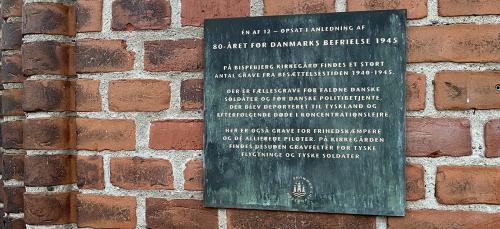 ÉN AF 12 – OPSAT I ANLEDNING AF
80-ÅRET FOR DANMARKS BEFRIELSE 1945
PÅ BISPEBJERG KIRKEGÅRD FINDES ET STORT
ANTAL GRAVE FRA BESÆTTELSESTIDEN 1940-1945.
DER ER FÆLLESGRAVE FOR FALDNE DANSKE
SOLDATER OG FOR DANSKE POLITIBETJENTE,
DER BLEV DEPORTERET TIL TYSKLAND OG
EFTERFØLGENDE DØDE I KONCENTRATIONSLEJRE.
HER ER OGSÅ GRAVE FOR FRIHEDSKÆMPERE
OG DE ALLIEREDE PILOTER. PÅ KIRKEGÅRDEN
FINDES DESUDEN GRAVFELTER FOR TYSKE
FLYGTNINGE OG TYSKE SOLDATER.